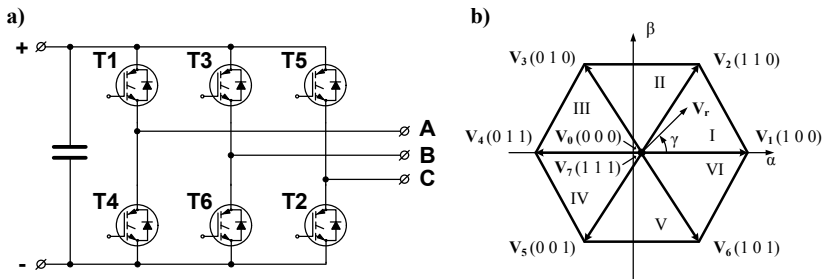 a)
+
T1
T3
T5
A
B
C
T4
T6
T2
-
b)
β
V3 (0 1 0)
V2 (1 1 0)
II
III
Vr
V4 (0 1 1)
V0 (0 0 0)
γ
I
V1 (1 0 0)
V7 (1 1 1)
VI
α
IV
V
V5 (0 0 1)
V6 (1 0 1)